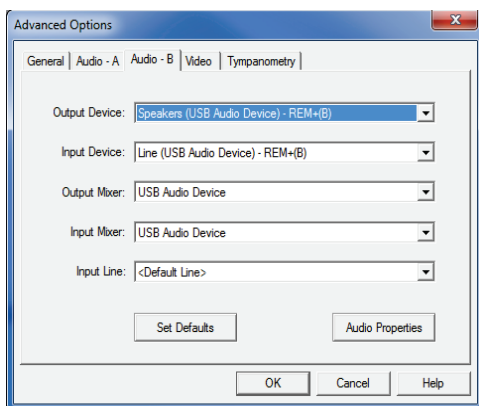 Advanced Options
General Audio - A Audio - B Video Tympanometry
Output Device: Speakers (USB Audio Device) - REM+(B)
Input Device: Line (USB Audio Device) - REM+(B)
Output Mixer: USB Audio Device
Input Mixer: USB Audio Device
Input Line: <Default Line>
Set Defaults Audio Properties
OK Cancel Help